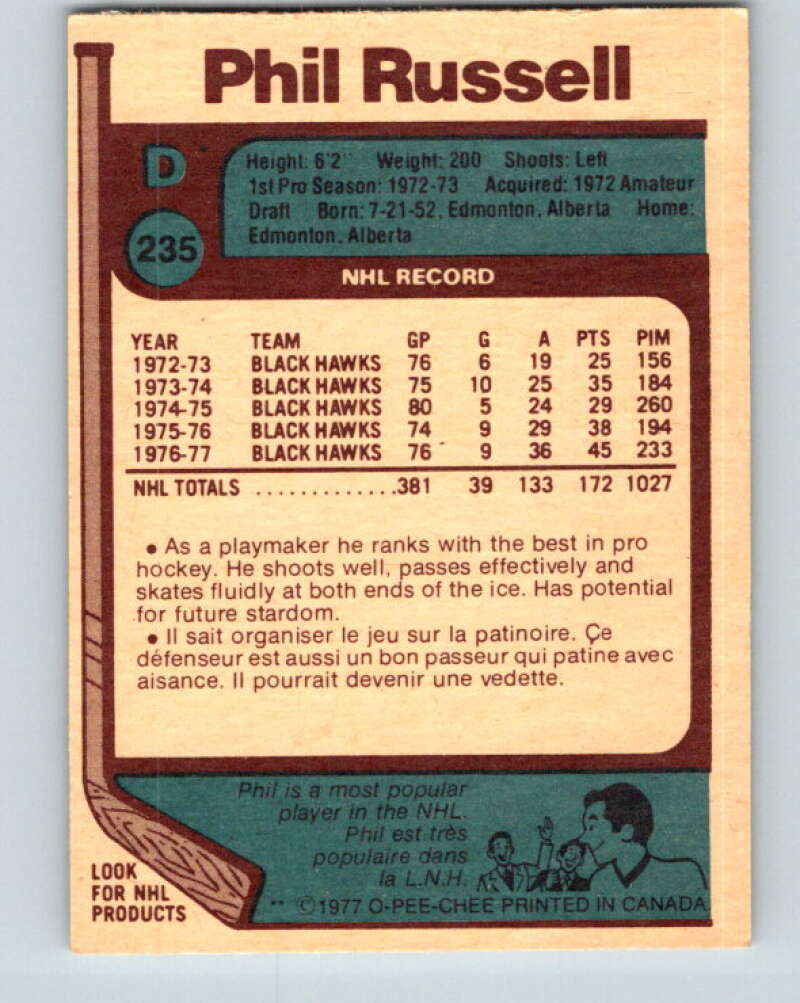 Phil Russell
D
235
Height: 6'2" Weight: 200 Shoots: Left
1st Pro Season: 1972-73 Acquired: 1972 Amateur
Draft Born: 7-21-52, Edmonton, Alberta Home:
Edmonton, Alberta
NHL RECORD
YEAR TEAM GP G A PTS PIM
1972-73 BLACK HAWKS 76 6 19 25 156
1973-74 BLACK HAWKS 75 10 25 35 184
1974-75 BLACK HAWKS 80 5 24 29 260
1975-76 BLACK HAWKS 74 9 29 38 194
1976-77 BLACK HAWKS 76 9 36 45 233
NHL TOTALS .............381 39 133 172 1027
• As a playmaker he ranks with the best in pro
hockey. He shoots well, passes effectively and
skates fluidly at both ends of the ice. Has potential
for future stardom.
• Il sait organiser le jeu sur la patinoire. Çe
défenseur est aussi un bon passeur qui patine avec
aisance. Il pourrait devenir une vedette.
Phil is a most popular
player in the NHL.
Phil est très
populaire dans
la L.N.H.
LOOK
FOR NHL
PRODUCTS
** ©1977 O-PEE-CHEE PRINTED IN CANADA